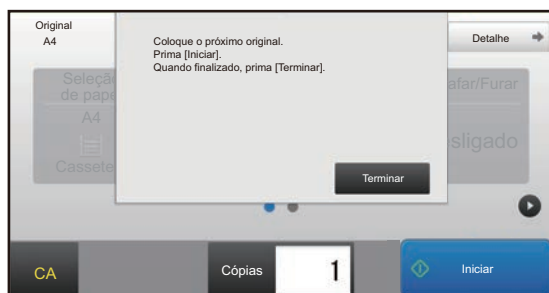 Original
A4
Coloque o próximo original.
Prima [Iniciar].
Quando finalizado, prima [Terminar].
Detalhe
Seleçã
de pape
A4
Cassete
afar/Furar
sligado
Terminar
CA
Cópias
1
Iniciar